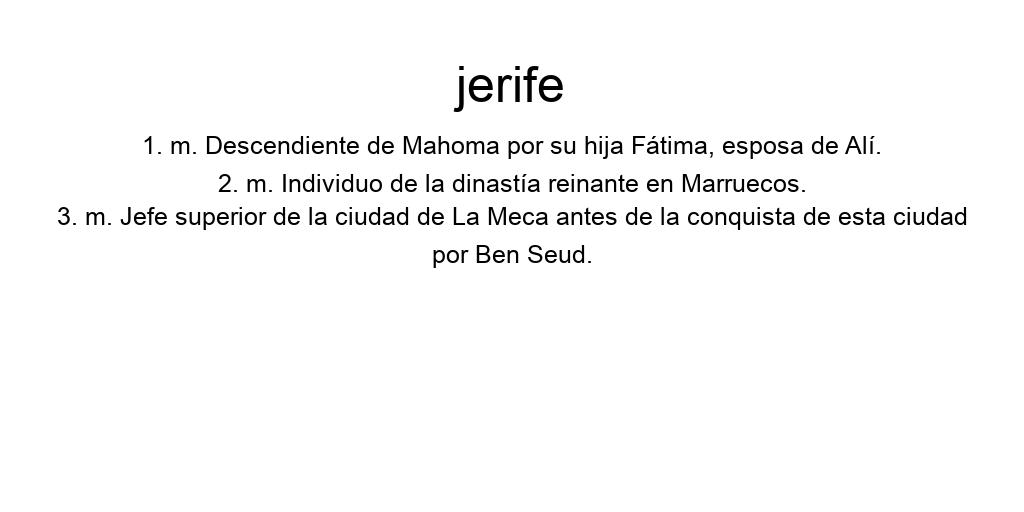 jerife
1. m. Descendiente de Mahoma por su hija Fátima, esposa de Alí.
2. m. Individuo de la dinastía reinante en Marruecos.
3. m. Jefe superior de la ciudad de La Meca antes de la conquista de esta ciudad
por Ben Seud.